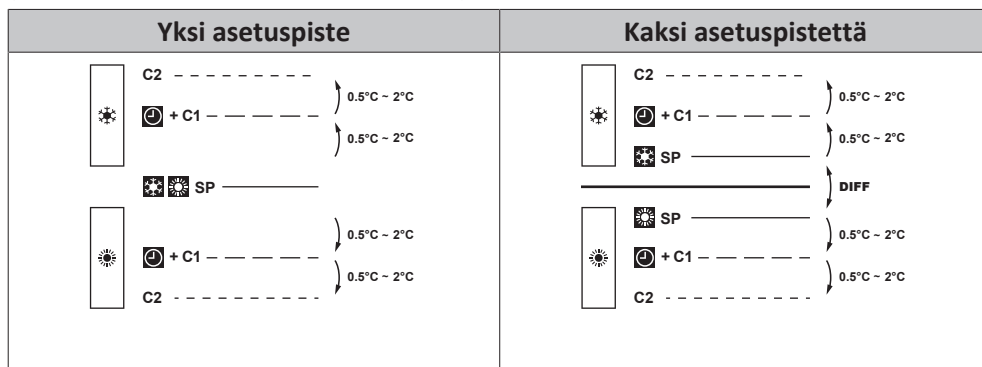 Yksi asetuspiste
C2
0.5°C ~ 2°C
+ C1
0.5°C ~ 2°C
SP
0.5°C ~ 2°C
+ C1
0.5°C ~ 2°C
C2
Kaksi asetuspistettä
C2
0.5°C ~ 2°C
+ C1
0.5°C ~ 2°C
SP
DIFF
SP
0.5°C ~ 2°C
+ C1
0.5°C ~ 2°C
C2